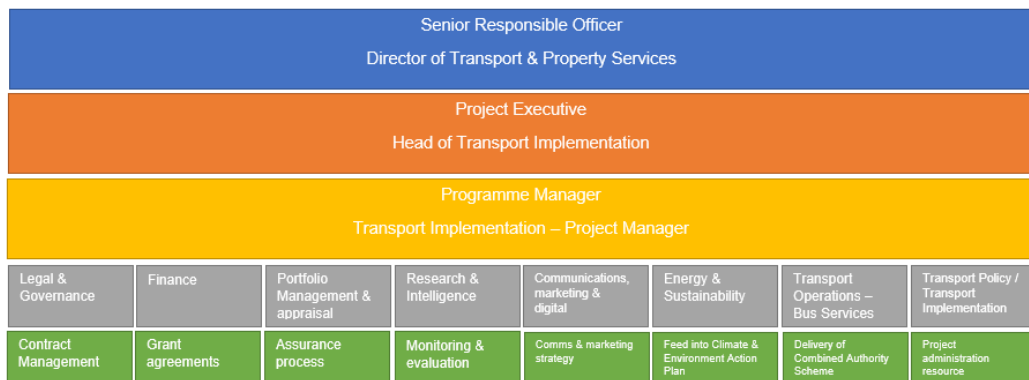 Senior Responsible Officer
Director of Transport & Property Services
Project Executive
Head of Transport Implementation
Programme Manager
Transport Implementation – Project Manager
Legal &
Governance
Finance
Portfolio
Management &
appraisal
Research &
Intelligence
Communications,
marketing &
digital
Energy &
Sustainability
Transport
Operations –
Bus Services
Transport Policy /
Transport
Implementation
Contract
Management
Grant
agreements
Assurance
process
Monitoring &
evaluation
Comms & marketing
strategy
Feed into Climate &
Environment Action
Plan
Delivery of
Combined Authority
Scheme
Project
administration
resource